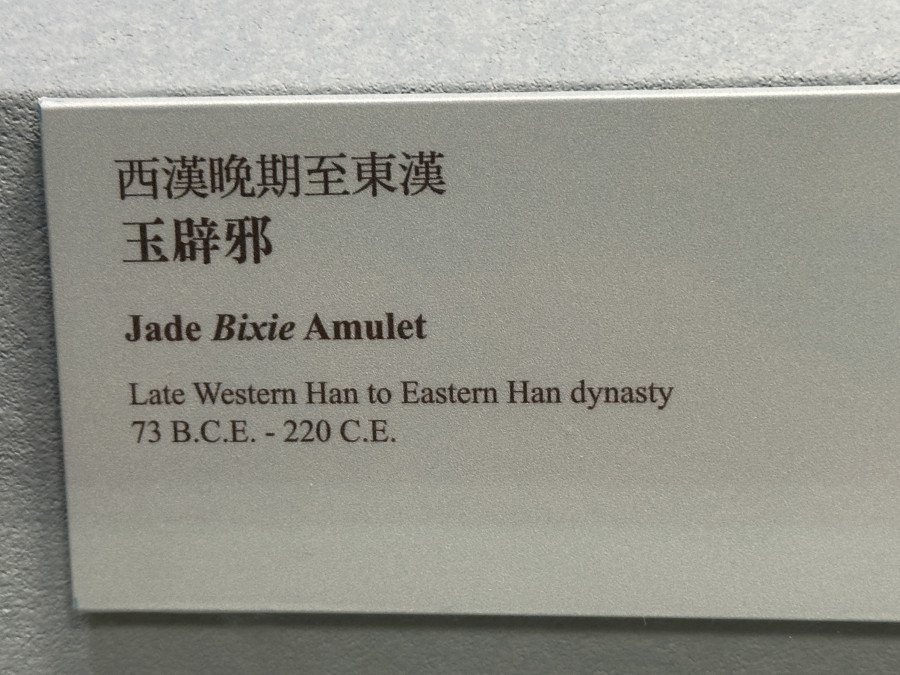 西漢晚期至東漢
玉辟邪
Jade Bixie Amulet
Late Western Han to Eastern Han dynasty
73 B.C.E. - 220 C.E.